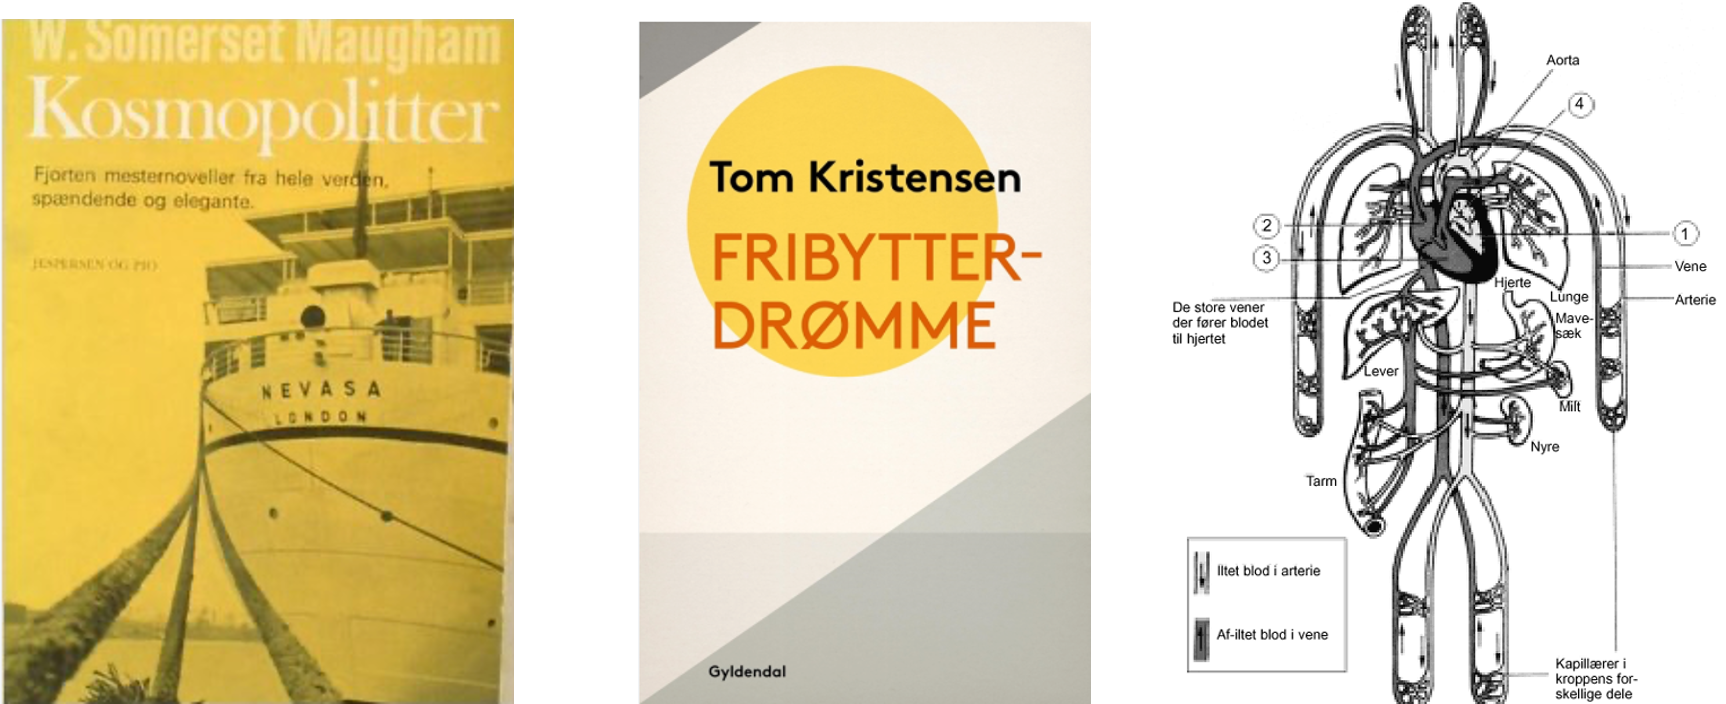 W. Somerset Maugham
Kosmopolitter
Fjorten mesternoveller fra hele verden,
spændende og elegante.
JESPERSEN OG PIO
NEVASA
LONDON
Tom Kristensen
FRIBYTTER-
DRØMME
Gyldendal
Aorta
4
2
1
3
Vene
Hjerte
Lunge
Arterie
De store vener
der fører blodet
til hjertet
Mave-
sæk
Lever
Milt
Nyre
Tarm
Iltet blod i arterie
Af-iltet blod i vene
Kapillærer i
kroppens for-
skellige dele